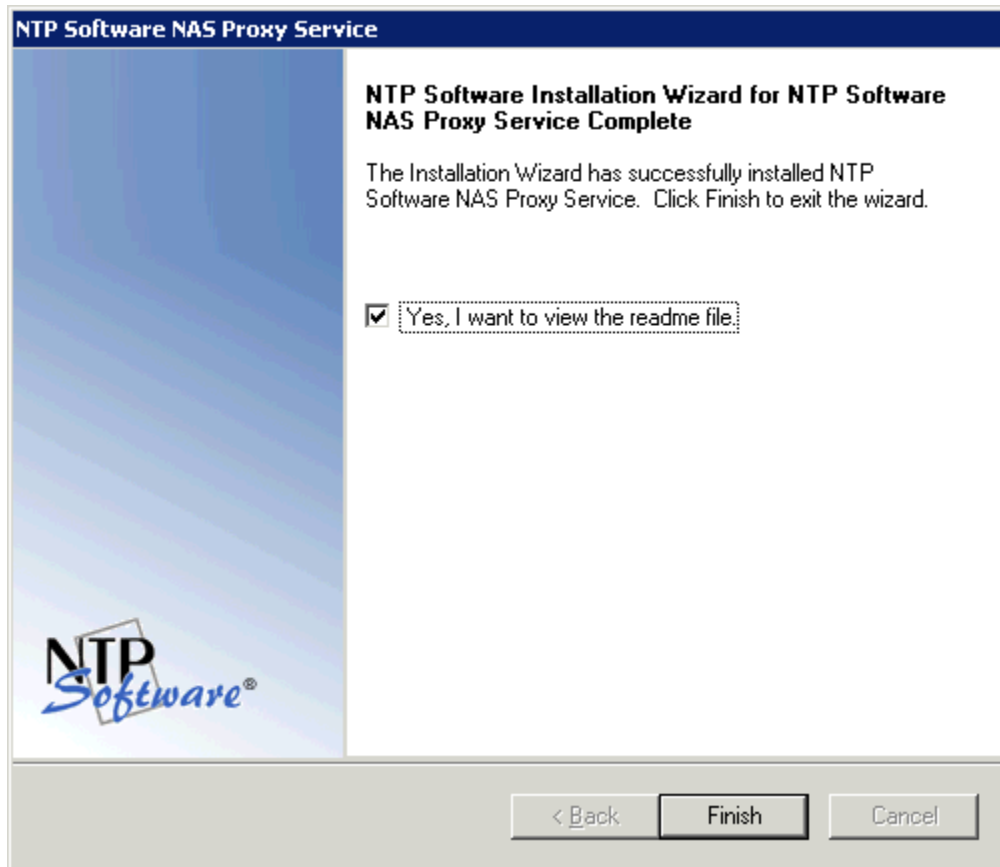 NTP Software NAS Proxy Service
NTP Software Installation Wizard for NTP Software
NAS Proxy Service Complete
The Installation Wizard has successfully installed NTP
Software NAS Proxy Service.  Click Finish to exit the wizard.
Yes, I want to view the readme file.
NTP
Software®
< Back
Finish
Cancel